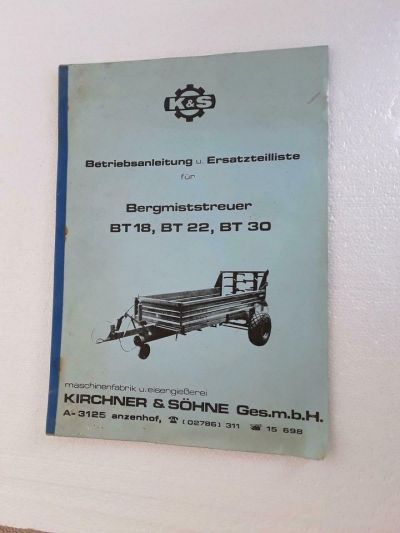 K&S
Betriebsanleitung u. Ersatzteilliste
für
Bergmiststreuer
BT 18, BT 22, BT 30
maschinenfabrik u. eisengießerei
KIRCHNER & SÖHNE Ges.m.b.H.
A-3125 anzenhof, ☎ (02786) 311 ☎ 15 698